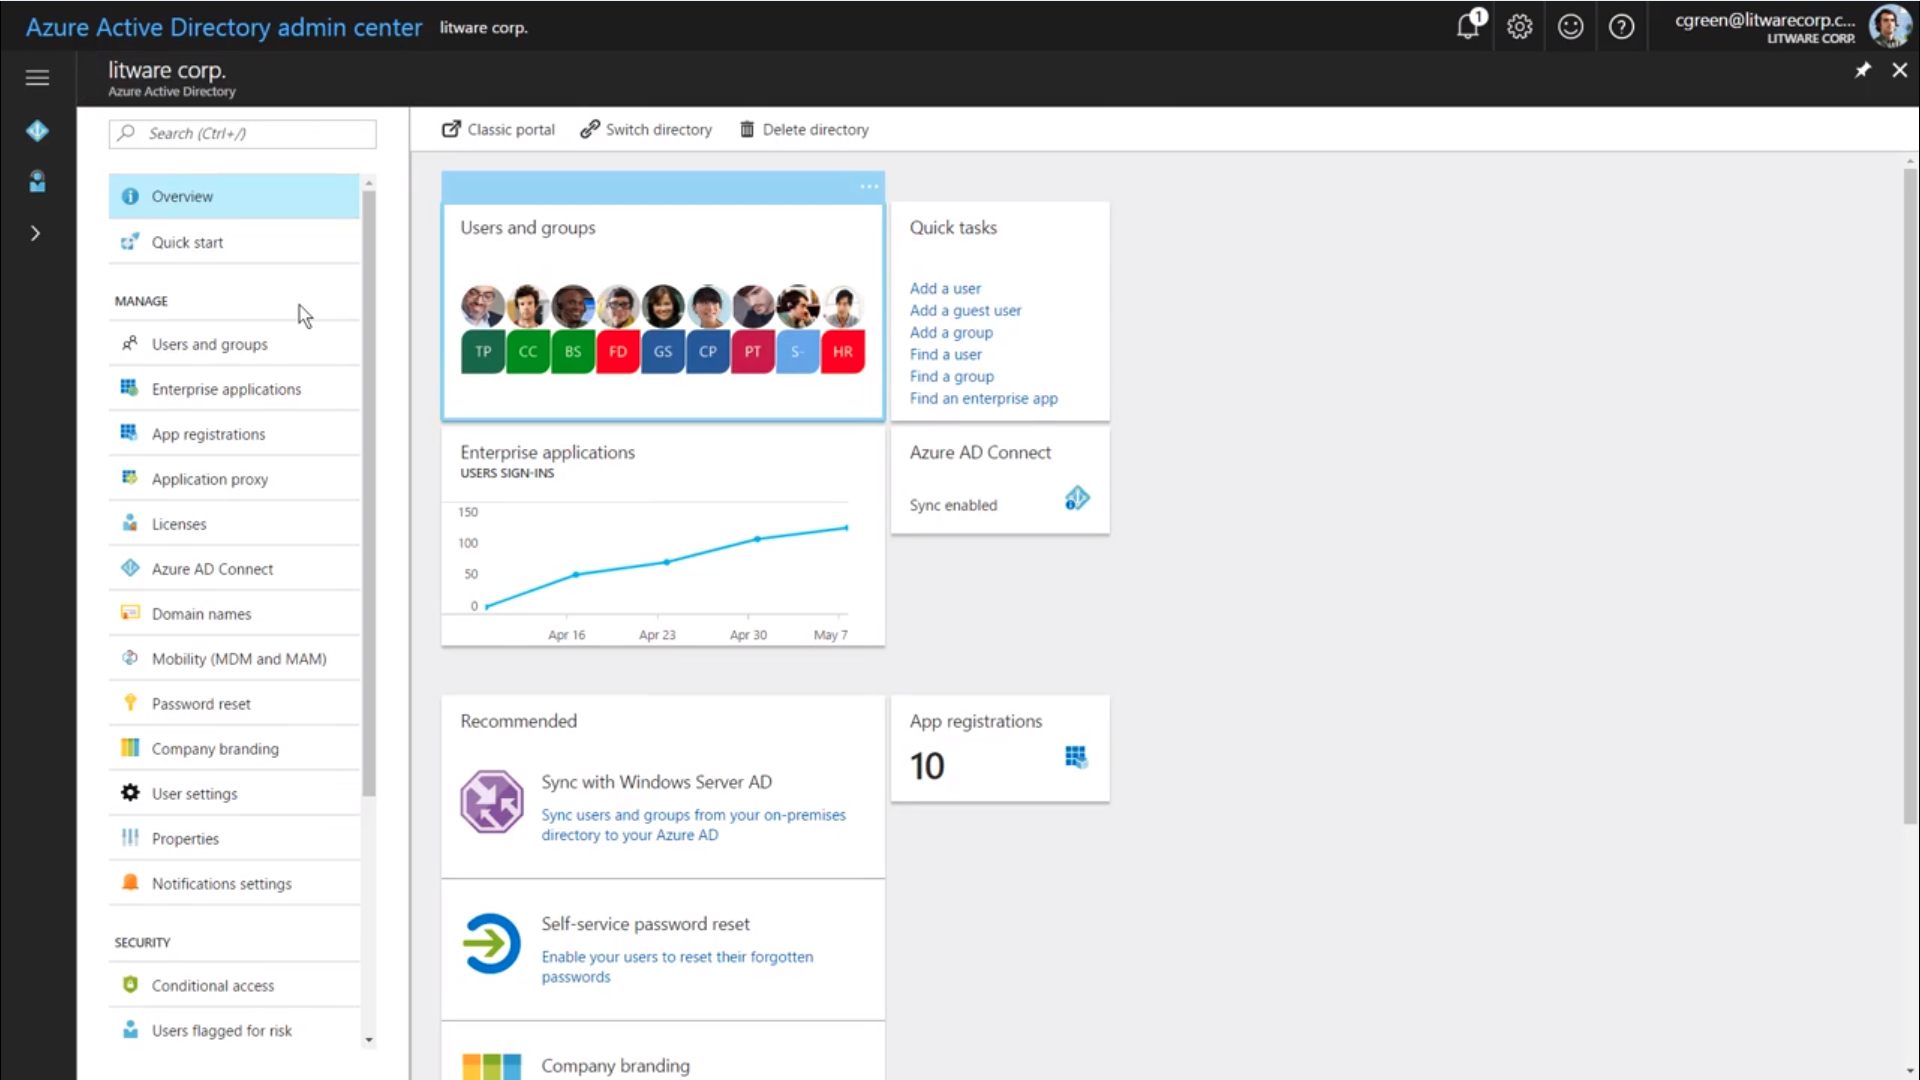 Azure Active Directory admin center litware corp.
1
cgreen@litwarecorp.c...
LITWARE CORP.
litware corp.
Azure Active Directory
Search (Ctrl+/)
Overview
Quick start
MANAGE
Users and groups
Enterprise applications
App registrations
Application proxy
Licenses
Azure AD Connect
Domain names
Mobility (MDM and MAM)
Password reset
Company branding
User settings
Properties
Notifications settings
SECURITY
Conditional access
Users flagged for risk
Classic portal Switch directory Delete directory
Users and groups
TP CC BS FD GS CP PT S- HR
Quick tasks
Add a user
Add a guest user
Add a group
Find a user
Find a group
Find an enterprise app
Enterprise applications
USERS SIGN-INS
150
100
50
0
Apr 16 Apr 23 Apr 30 May 7
Azure AD Connect
Sync enabled
Recommended
Sync with Windows Server AD
Sync users and groups from your on-premises
directory to your Azure AD
Self-service password reset
Enable your users to reset their forgotten
passwords
Company branding
App registrations
10